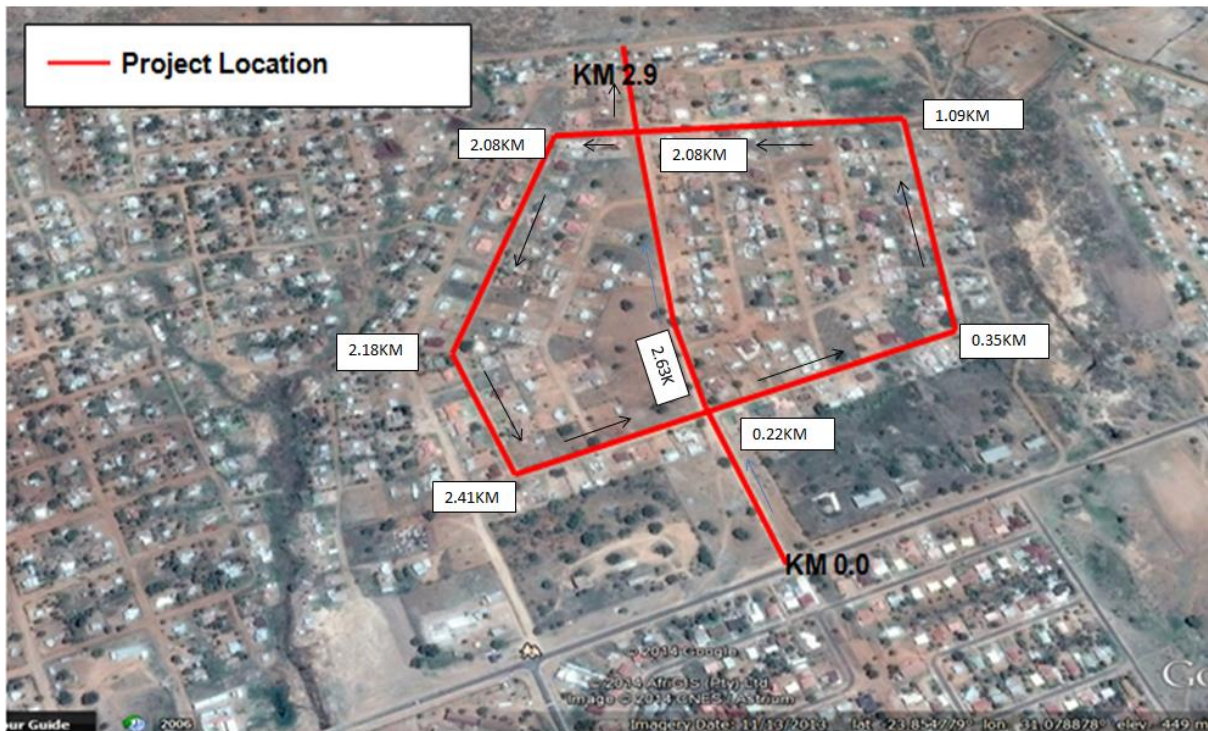 Project Location
KM 2.9
1.09KM
2.08KM
2.08KM
2.18KM
2.63K
0.35KM
0.22KM
2.41KM
KM 0.0
© 2014 Google
© 2014 AfriGIS (Pty) Ltd.
Image © 2014 CNES / Astrium
our Guide
2006
Imagery Date: 11/13/2013 lat -23.854779° lon 31.078878° elev 449 m
Go